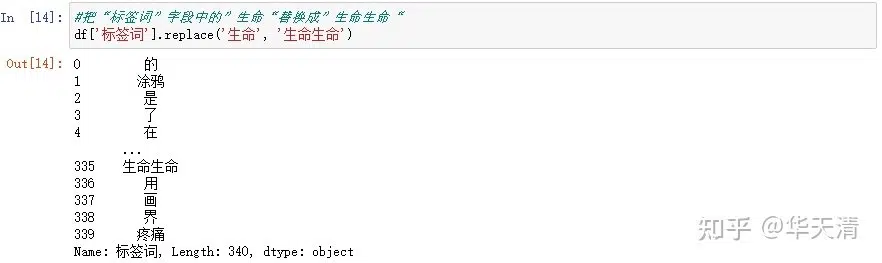 In [14]: #把“标签词”字段中的”生命“替换成”生命生命“
df['标签词'].replace('生命', '生命生命')
Out[14]: 0 的
1 涂鸦
2 是
3 了
4 在
...
335 生命生命
336 用
337 画
338 界
339 疼痛
Name: 标签词, Length: 340, dtype: object
知乎 @华天清